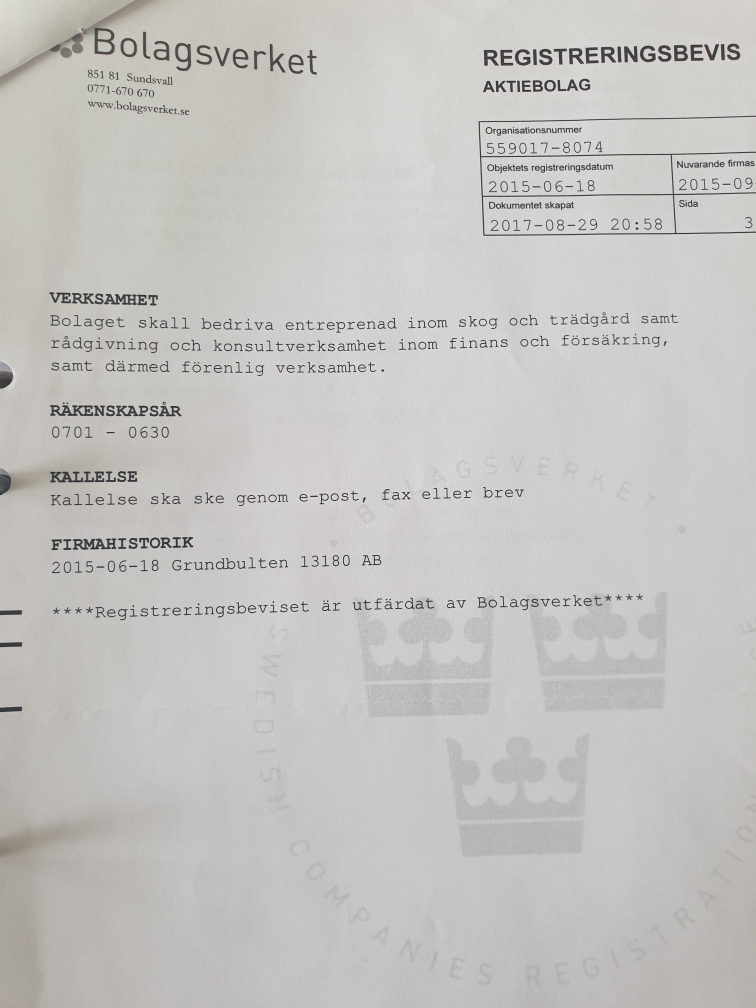 Bolagsverket
851 81 Sundsvall
0771-670 670
www.bolagsverket.se
REGISTRERINGSBEVIS
AKTIEBOLAG
Organisationsnummer
559017-8074
Objektets registreringsdatum
2015-06-18
Nuvarande firmas
2015-09-
Dokumentet skapat
2017-08-29 20:58
Sida
3
VERKSAMHET
Bolaget skall bedriva entreprenad inom skog och trädgård samt
rådgivning och konsultverksamhet inom finans och försäkring,
samt därmed förenlig verksamhet.
RÄKENSKAPSÅR
0701 - 0630
KALLELSE
Kallelse ska ske genom e-post, fax eller brev
FIRMAHISTORIK
2015-06-18 Grundbulten 13180 AB
****Registreringsbeviset är utfärdat av Bolagsverket****
• BOLAGSVERKET •
SWEDISH COMPANIES REGISTRATION